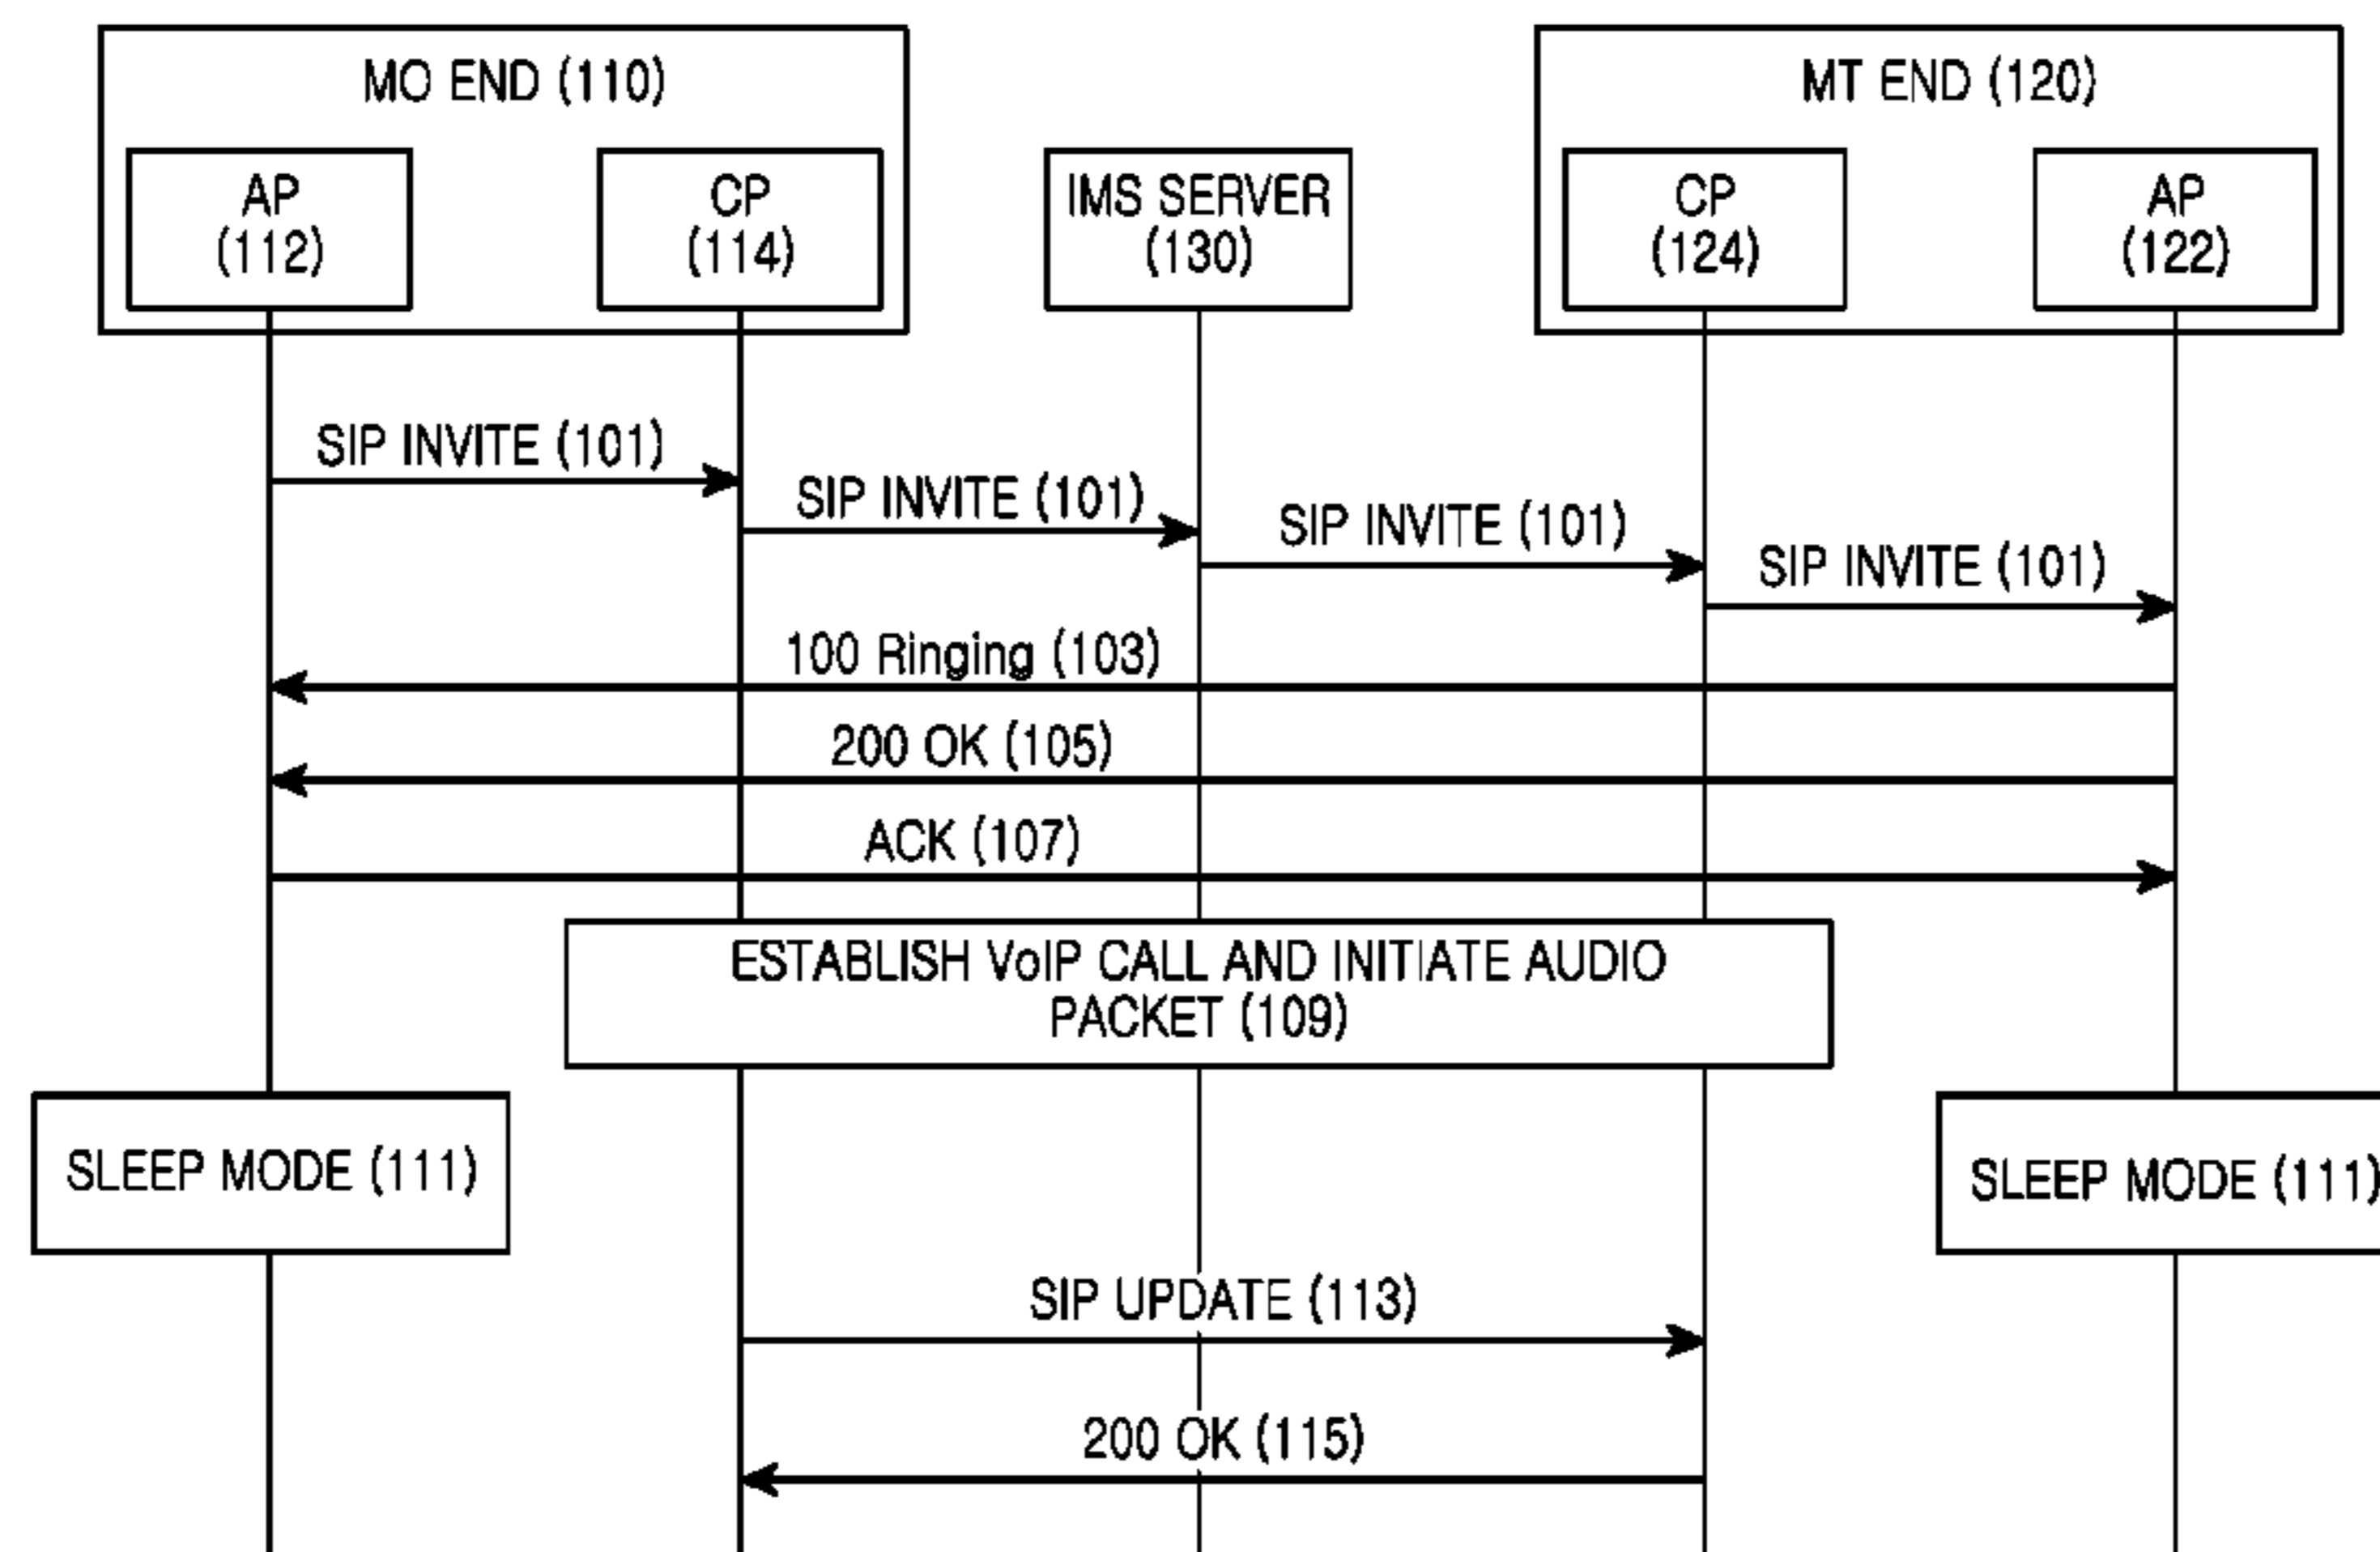 MO END (110)
MT END (120)
AP
(112)
CP
(114)
IMS SERVER
(130)
CP
(124)
AP
(122)
SIP INVITE (101)
SIP INVITE (101)
SIP INVITE (101)
SIP INVITE (101)
100 Ringing (103)
200 OK (105)
ACK (107)
ESTABLISH VoIP CALL AND INITIATE AUDIO
PACKET (109)
SLEEP MODE (111)
SLEEP MODE (111)
SIP UPDATE (113)
200 OK (115)